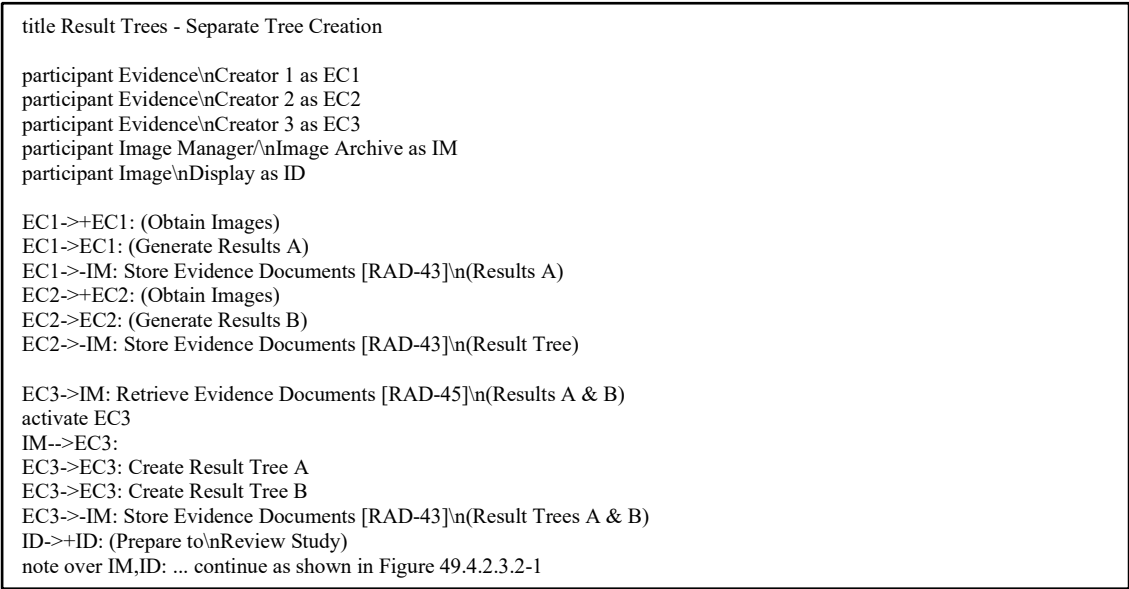 title Result Trees - Separate Tree Creation
participant Evidence\nCreator 1 as EC1
participant Evidence\nCreator 2 as EC2
participant Evidence\nCreator 3 as EC3
participant Image Manager/\nImage Archive as IM
participant Image\nDisplay as ID
EC1->+EC1: (Obtain Images)
EC1->EC1: (Generate Results A)
EC1->-IM: Store Evidence Documents [RAD-43]\n(Results A)
EC2->+EC2: (Obtain Images)
EC2->EC2: (Generate Results B)
EC2->-IM: Store Evidence Documents [RAD-43]\n(Result Tree)
EC3->IM: Retrieve Evidence Documents [RAD-45]\n(Results A & B)
activate EC3
IM-->EC3:
EC3->EC3: Create Result Tree A
EC3->EC3: Create Result Tree B
EC3->-IM: Store Evidence Documents [RAD-43]\n(Result Trees A & B)
ID->+ID: (Prepare to\nReview Study)
note over IM,ID: ... continue as shown in Figure 49.4.2.3.2-1